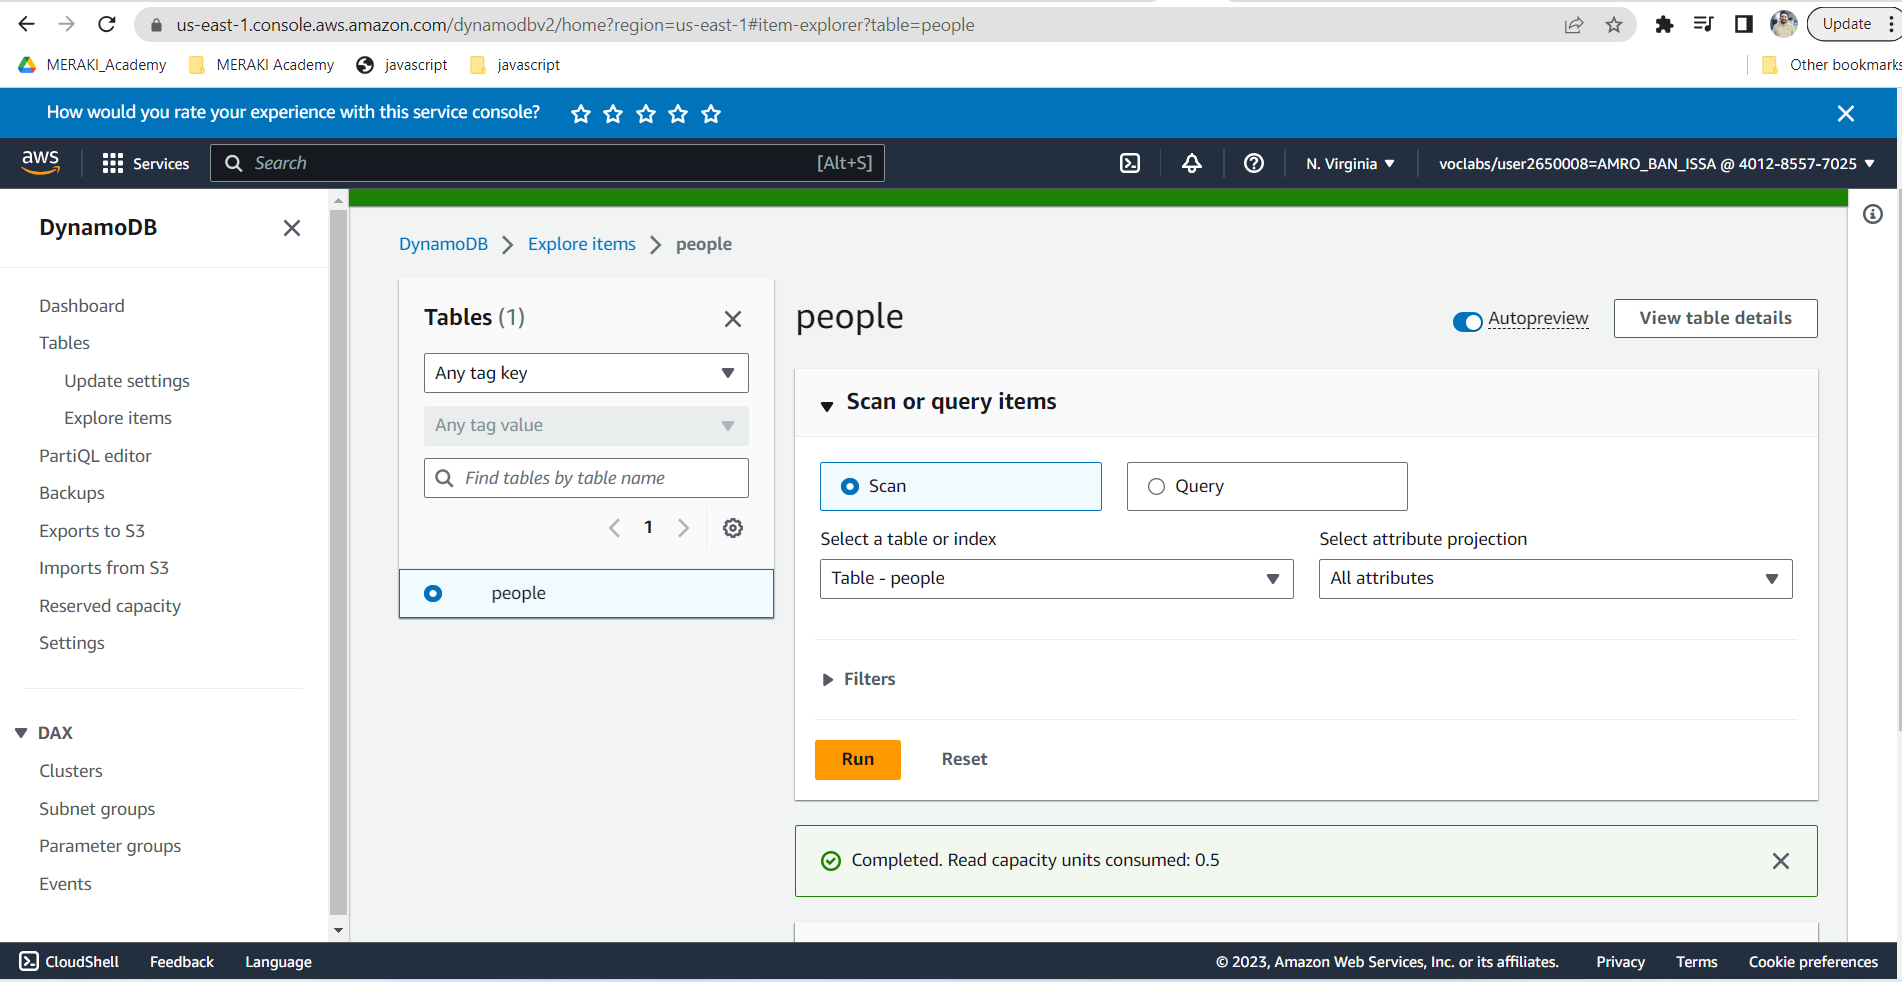 us-east-1.console.aws.amazon.com/dynamodbv2/home?region=us-east-1#item-explorer?table=people
Update
MERAKI_Academy
MERAKI Academy
javascript
javascript
Other bookmarks
How would you rate your experience with this service console?
aws
Services
Search
[Alt+S]
N. Virginia
voclabs/user2650008=AMRO_BAN_ISSA @ 4012-8557-7025
DynamoDB
Dashboard
Tables
Update settings
Explore items
PartiQL editor
Backups
Exports to S3
Imports from S3
Reserved capacity
Settings
DAX
Clusters
Subnet groups
Parameter groups
Events
DynamoDB
Explore items
people
Tables (1)
Any tag key
Any tag value
Find tables by table name
1
people
people
Autopreview
View table details
Scan or query items
Scan
Query
Select a table or index
Select attribute projection
Table - people
All attributes
Filters
Run
Reset
Completed. Read capacity units consumed: 0.5
CloudShell
Feedback
Language
© 2023, Amazon Web Services, Inc. or its affiliates.
Privacy
Terms
Cookie preferences